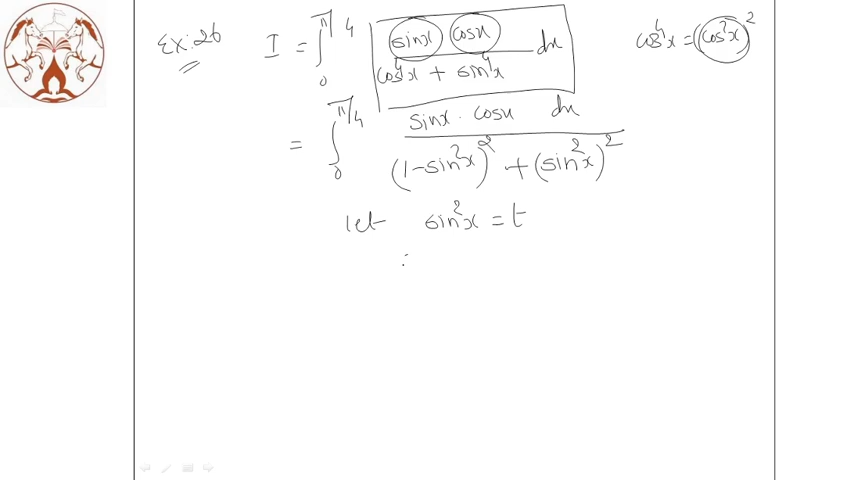 Ex:26 I = ∫₀^(π/4) sinx cosx / (cos⁴x + sin⁴x) dx cos⁴x = (cos²x)²
= ∫₀^(π/4) sinx · cosx dx / ((1-sin²x)² + (sin²x)²)
let sin²x = t
: